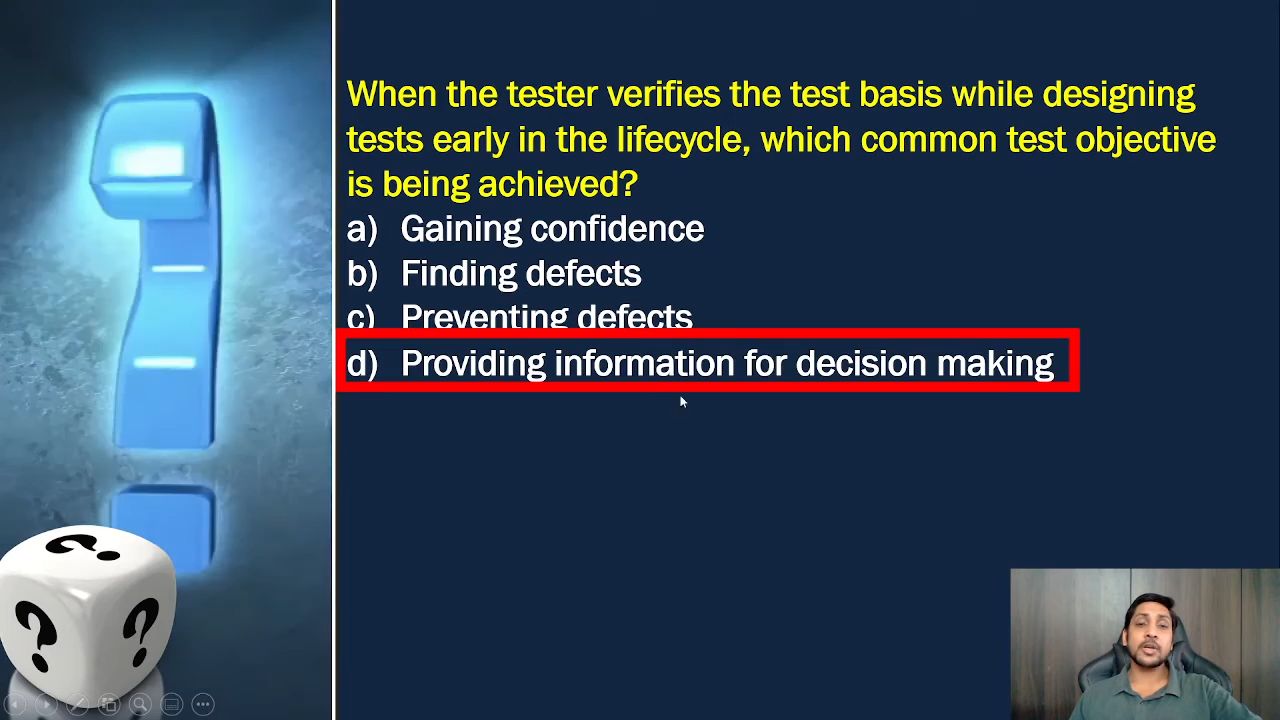 When the tester verifies the test basis while designing
tests early in the lifecycle, which common test objective
is being achieved?
a) Gaining confidence
b) Finding defects
c) Preventing defects
d) Providing information for decision making